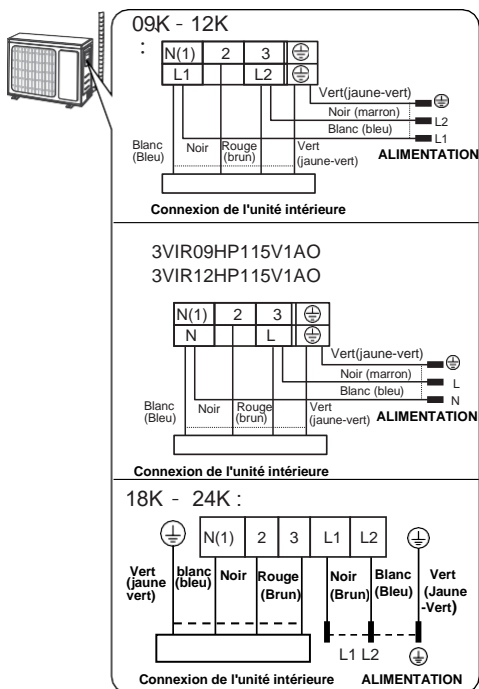 09K - 12K
:
N(1) 2 3
L1 L2
Vert(jaune-vert)
Noir (marron) L2
Blanc (bleu) L1
ALIMENTATION
Blanc (Bleu) Noir Rouge (brun) Vert (jaune-vert)
Connexion de l'unité intérieure
3VIR09HP115V1AO
3VIR12HP115V1AO
N(1) 2 3
N L
Vert(jaune-vert)
Noir (marron) L
Blanc (bleu) N
ALIMENTATION
Blanc (Bleu) Noir Rouge (brun) Vert (jaune-vert)
Connexion de l'unité intérieure
18K - 24K :
N(1) 2 3 L1 L2
Vert (jaune vert) blanc (bleu) Noir Rouge (Brun) Noir (Brun) Blanc (Bleu) Vert (Jaune -Vert)
L1 L2
Connexion de l'unité intérieure ALIMENTATION